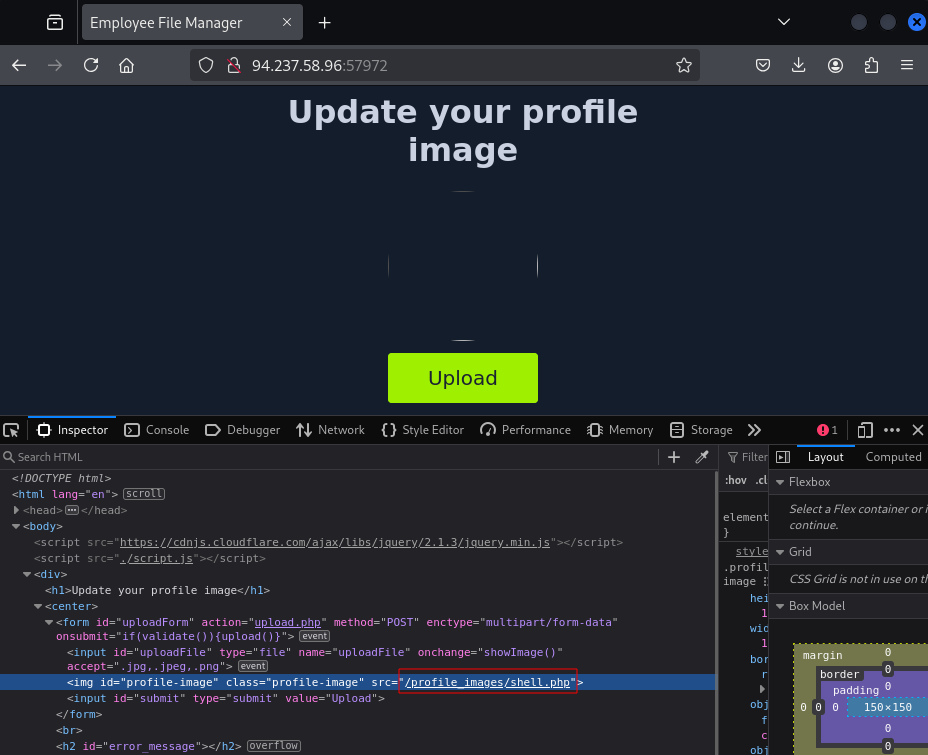 Employee File Manager
94.237.58.96:57972
Update your profile
image
Upload
Inspector Console Debugger Network Style Editor Performance Memory Storage 1
Search HTML
Filter
Layout Computed
<!DOCTYPE html>
<html lang="en"> scroll
<head> </head>
<body>
<script src="https://cdnjs.cloudflare.com/ajax/libs/jquery/2.1.3/jquery.min.js"></script>
<script src="./script.js"></script>
<div>
<h1>Update your profile image</h1>
<center>
<form id="uploadForm" action="upload.php" method="POST" enctype="multipart/form-data"
onsubmit="if(validate()){upload()}"> event
<input id="uploadFile" type="file" name="uploadFile" onchange="showImage()"
accept=".jpg,.jpeg,.png"> event
<img id="profile-image" class="profile-image" src="/profile_images/shell.php">
<input id="submit" type="submit" value="Upload">
</form>
<br>
<h2 id="error_message"></h2> overflow
:hov .cl
element
}
style
.profil
image
hei
1
wid
1
bor
r
obj
f
c
obj
Flexbox
Select a Flex container or i
continue.
Grid
CSS Grid is not in use on th
Box Model
margin 0
border 0
padding 0
0 0 0 150×150
0
0